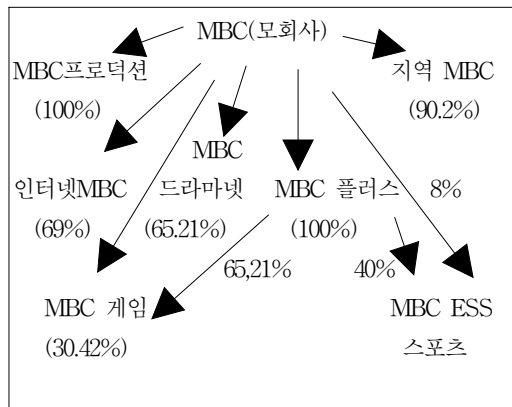 MBC(모회사)
MBC프로덕션
지역 MBC
(100%)
(90.2%)
MBC
인터넷MBC
드라마넷
MBC 플러스
8%
(69%)
(65.21%)
(100%)
65,21%
40%
MBC 게임
MBC ESS
(30.42%)
스포츠